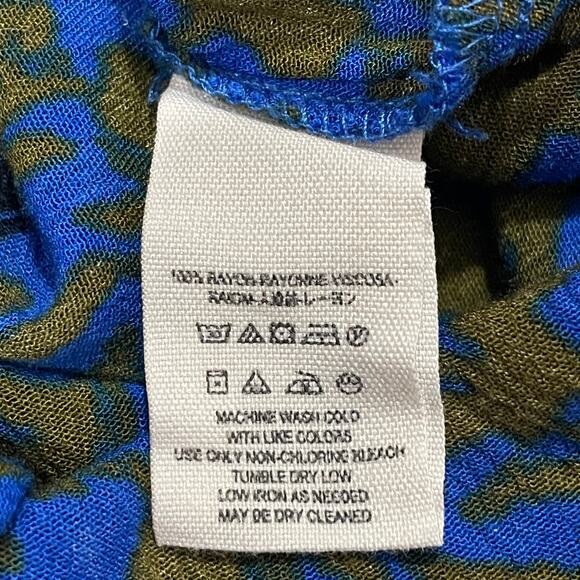 100% RAYON-RAYONNE-VISCOSA-
MACHINE WASH COLD
WITH LIKE COLORS
USE ONLY NON-CHLORINE BLEACH
TUMBLE DRY LOW
LOW IRON AS NEEDED
MAY BE DRY CLEANED